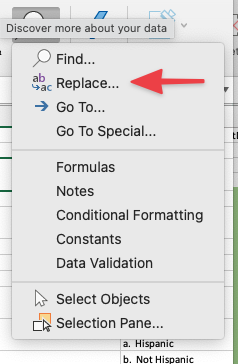 Discover more about your data
Find...
ab
c
Replace...
Go To...
Go To Special...
Formulas
Notes
Conditional Formatting
Constants
Data Validation
Select Objects
Selection Pane...
a. Hispanic
b. Not Hispanic